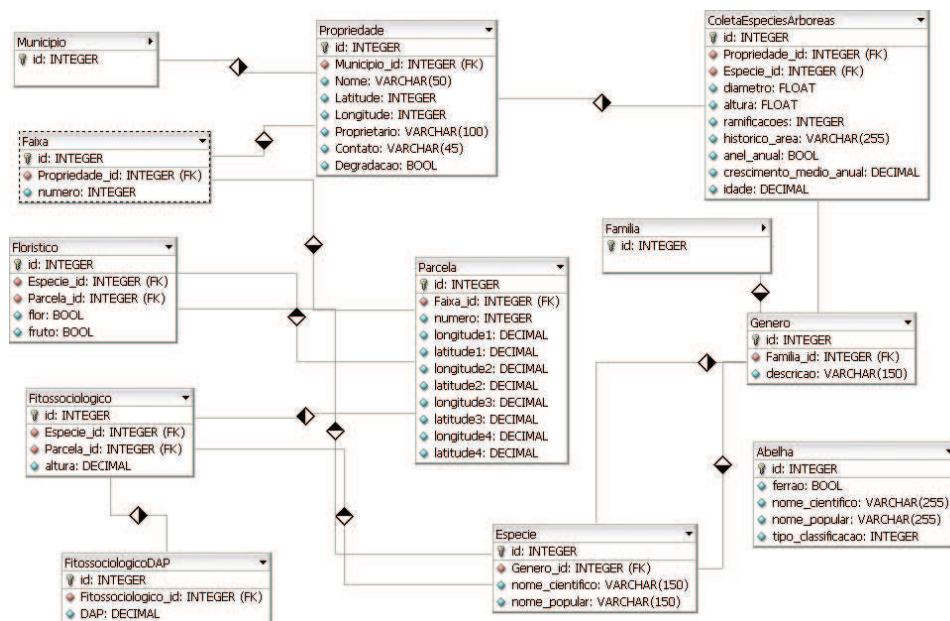 Municipio
id: INTEGER
Propriedade
id: INTEGER
Municipio_id: INTEGER (FK)
Nome: VARCHAR(50)
Latitude: INTEGER
Longitude: INTEGER
Proprietario: VARCHAR(100)
Contato: VARCHAR(45)
Degradacao: BOOL
ColetaEspeciesArboreas
id: INTEGER
Propriedade_id: INTEGER (FK)
Especie_id: INTEGER (FK)
diametro: FLOAT
altura: FLOAT
ramificacoes: INTEGER
historico_area: VARCHAR(255)
anel_anual: BOOL
crescimento_medio_anual: DECIMAL
idade: DECIMAL
Faixa
id: INTEGER
Propriedade_id: INTEGER (FK)
numero: INTEGER
Floristico
id: INTEGER
Especie_id: INTEGER (FK)
Parcela_id: INTEGER (FK)
flor: BOOL
fruto: BOOL
Parcela
id: INTEGER
Faixa_id: INTEGER (FK)
numero: INTEGER
longitude1: DECIMAL
latitude1: DECIMAL
longitude2: DECIMAL
latitude2: DECIMAL
longitude3: DECIMAL
latitude3: DECIMAL
longitude4: DECIMAL
latitude4: DECIMAL
Familia
id: INTEGER
Genero
id: INTEGER
Familia_id: INTEGER (FK)
descricao: VARCHAR(150)
Fitossociologico
id: INTEGER
Especie_id: INTEGER (FK)
Parcela_id: INTEGER (FK)
altura: DECIMAL
Abelha
id: INTEGER
ferrao: BOOL
nome_cientifico: VARCHAR(255)
nome_popular: VARCHAR(255)
tipo_classificacao: INTEGER
FitossociologicoDAP
id: INTEGER
Fitossociologico_id: INTEGER (FK)
DAP: DECIMAL
Especie
id: INTEGER
Genero_id: INTEGER (FK)
nome_cientifico: VARCHAR(150)
nome_popular: VARCHAR(150)